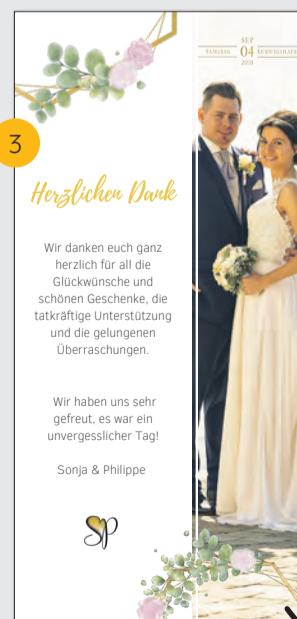 3
SEP
SAMSTAG 04
2021
Herzlichen Dank
Wir danken euch ganz
herzlich für all die
Glückwünsche und
schönen Geschenke, die
tatkräftige Unterstützung
und die gelungenen
Überraschungen.
Wir haben uns sehr
gefreut, es war ein
unvergesslicher Tag!
Sonja & Philippe
SP